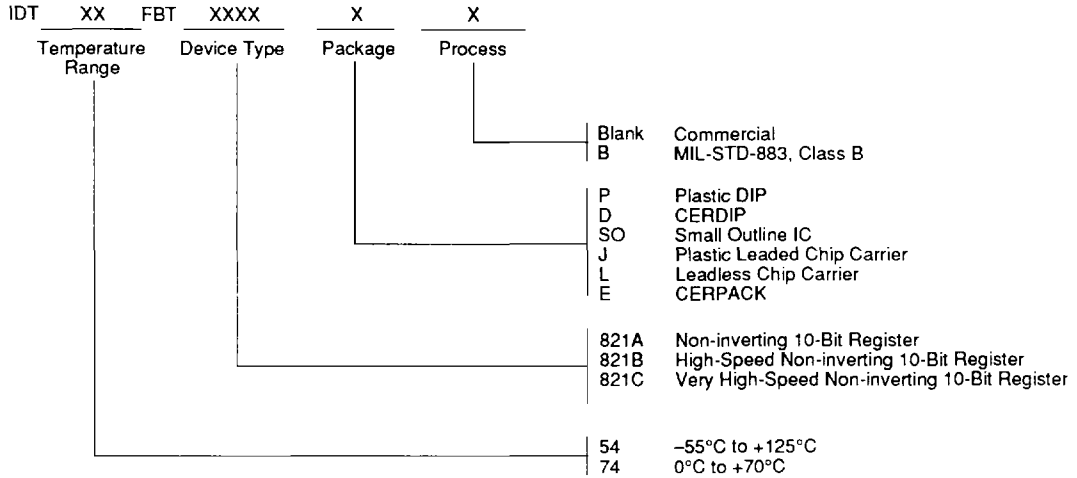 IDT XX FBT XXXX X X
Temperature Range Device Type Package Process
Blank Commercial
B MIL-STD-883, Class B
P Plastic DIP
D CERDIP
SO Small Outline IC
J Plastic Leaded Chip Carrier
L Leadless Chip Carrier
E CERPACK
821A Non-inverting 10-Bit Register
821B High-Speed Non-inverting 10-Bit Register
821C Very High-Speed Non-inverting 10-Bit Register
54 –55°C to +125°C
74 0°C to +70°C